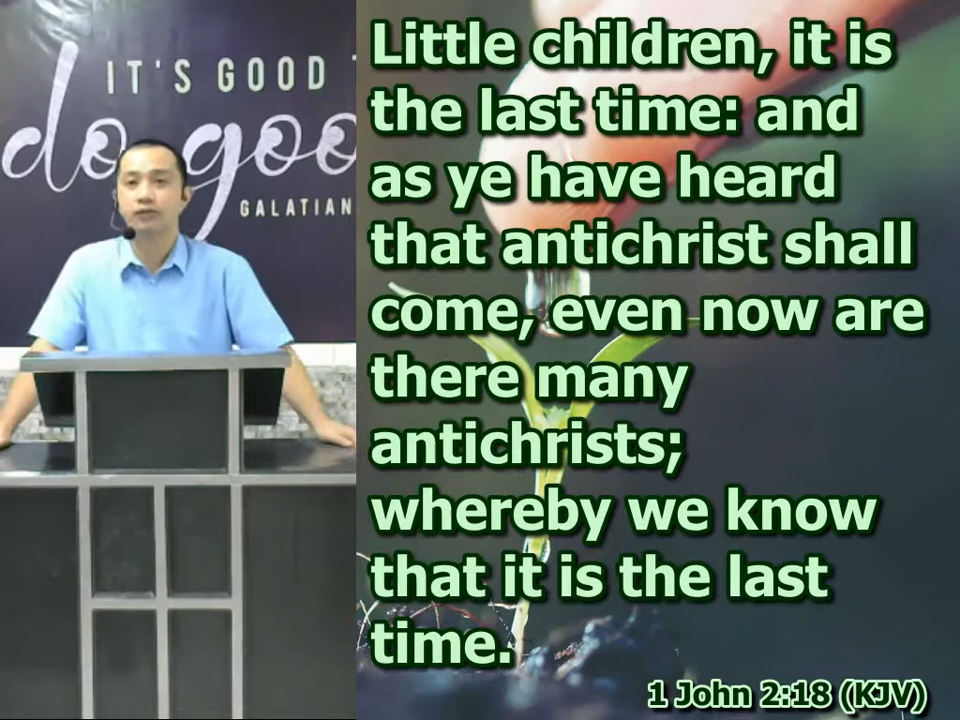 IT'S GOOD T
do goo
GALATIAN
Little children, it is
the last time: and
as ye have heard
that antichrist shall
come, even now are
there many
antichrists;
whereby we know
that it is the last
time.
1 John 2:18 (KJV)